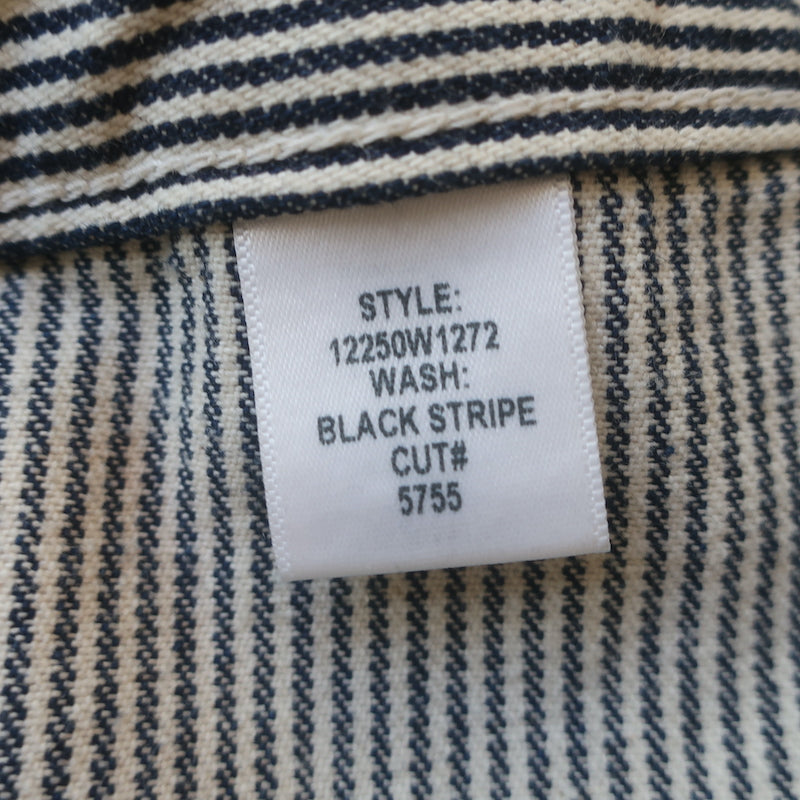 STYLE:
12250W1272
WASH:
BLACK STRIPE
CUT#
5755